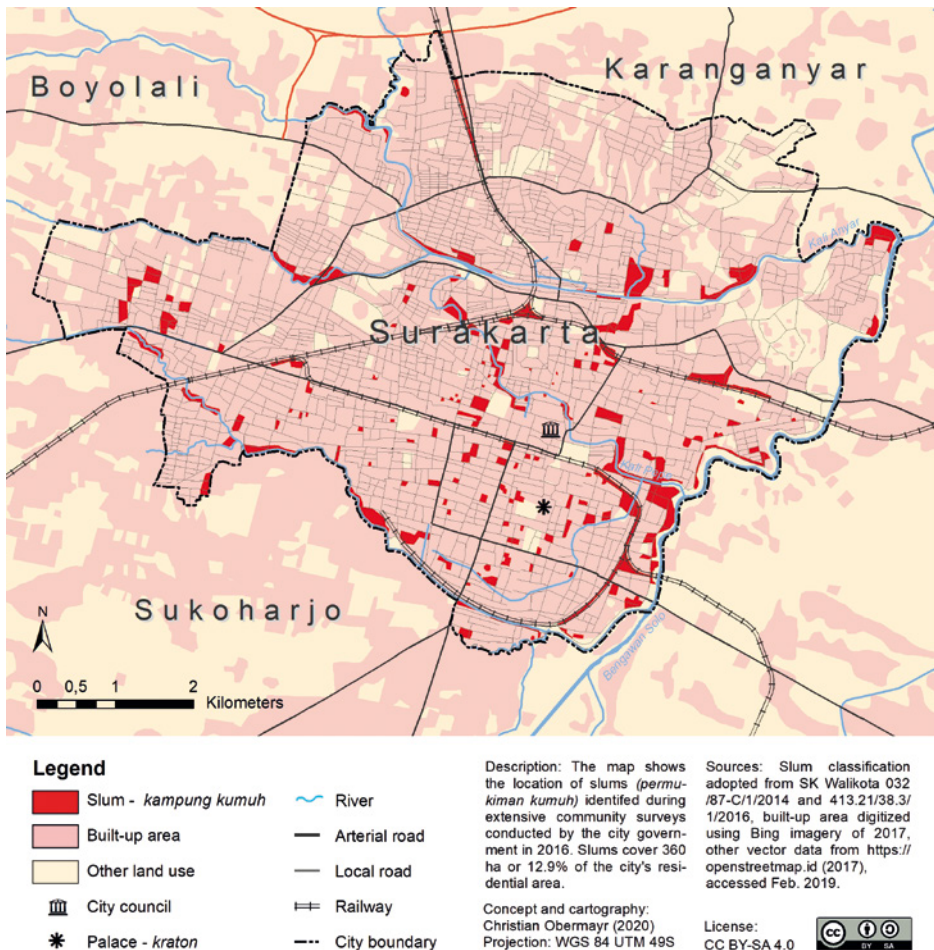 Boyolali
Karanganyar
Kali Anyar
Surakarta
Kali Pepe
Sukoharjo
Bengawan Solo
N
0 0,5 1 2
Kilometers
Legend
Slum - kampung kumuh
Built-up area
Other land use
City council
Palace - kraton
River
Arterial road
Local road
Railway
City boundary
Description: The map shows
the location of slums (permu-
kiman kumuh) identifed during
extensive community surveys
conducted by the city govern-
ment in 2016. Slums cover 360
ha or 12.9% of the city's resi-
dential area.
Concept and cartography:
Christian Obermayr (2020)
Projection: WGS 84 UTM 49S
Sources: Slum classification
adopted from SK Walikota 032
/87-C/1/2014 and 413.21/38.3/
1/2016, built-up area digitized
using Bing imagery of 2017,
other vector data from https://
openstreetmap.id (2017),
accessed Feb. 2019.
License:
CC BY-SA 4.0
cc
BY SA